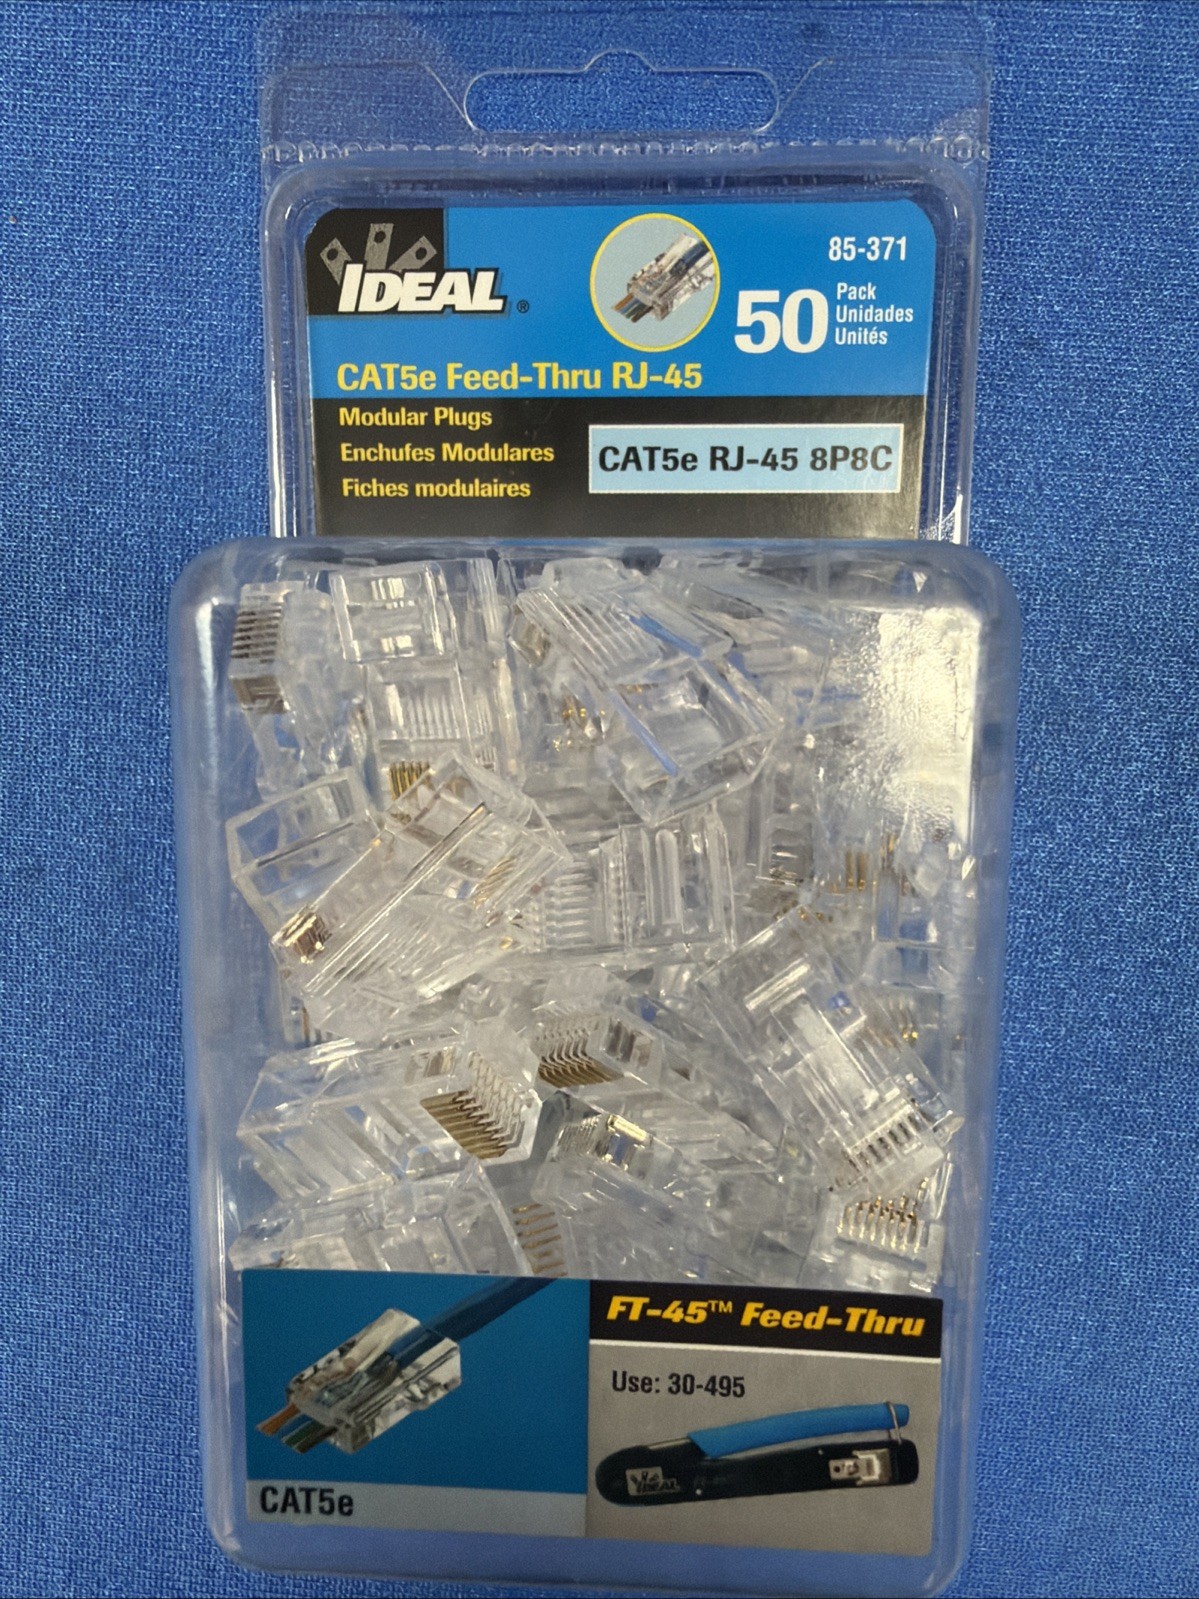 IDEAL®
85-371
50 Pack
Unidades
Unités
CAT5e Feed-Thru RJ-45
Modular Plugs
Enchufes Modulares
Fiches modulaires
CAT5e RJ-45 8P8C
FT-45™ Feed-Thru
Use: 30-495
IDEAL
CAT5e